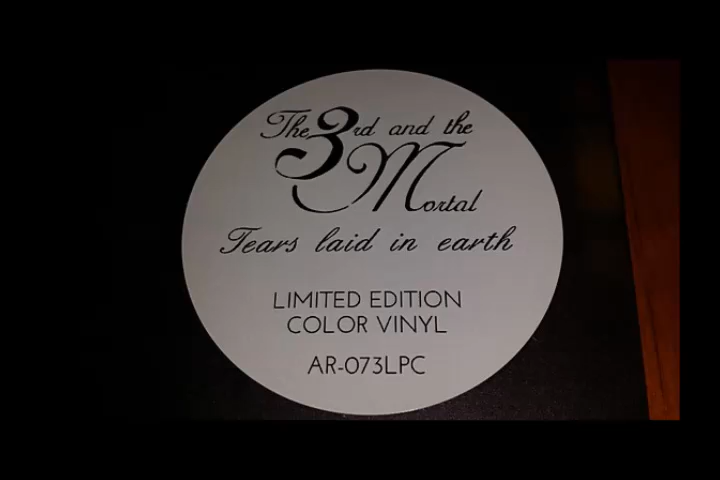 The 3rd and the
Mortal
Tears laid in earth
LIMITED EDITION
COLOR VINYL
AR-073LPC